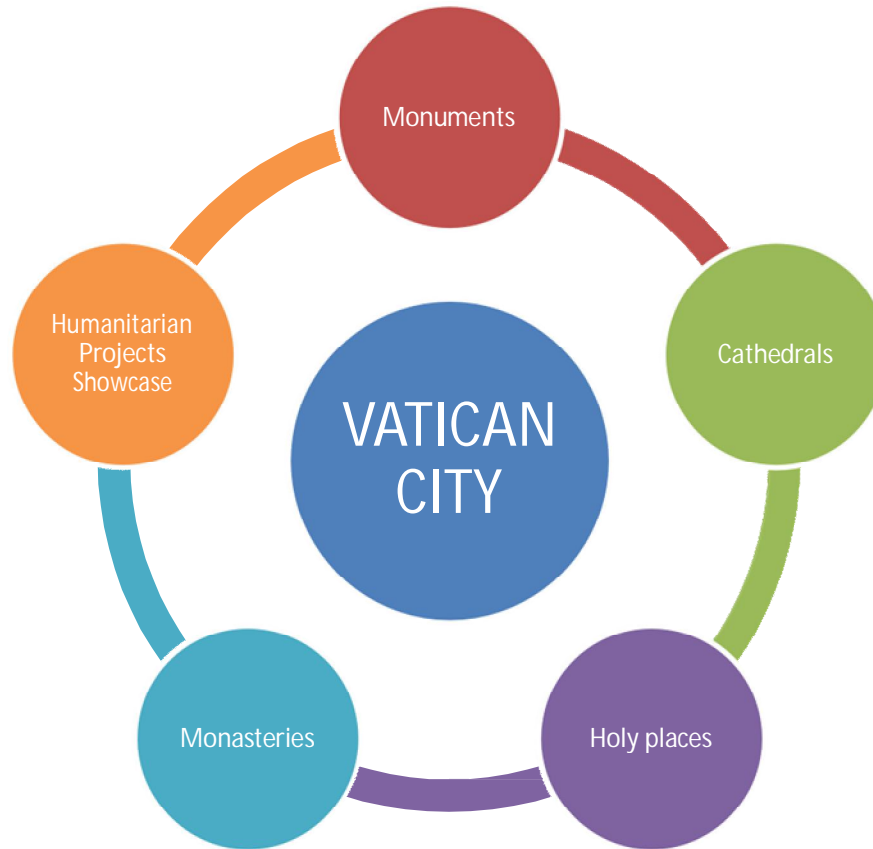 Monuments
Humanitarian
Projects
Showcase
Cathedrals
VATICAN
CITY
Monasteries
Holy places